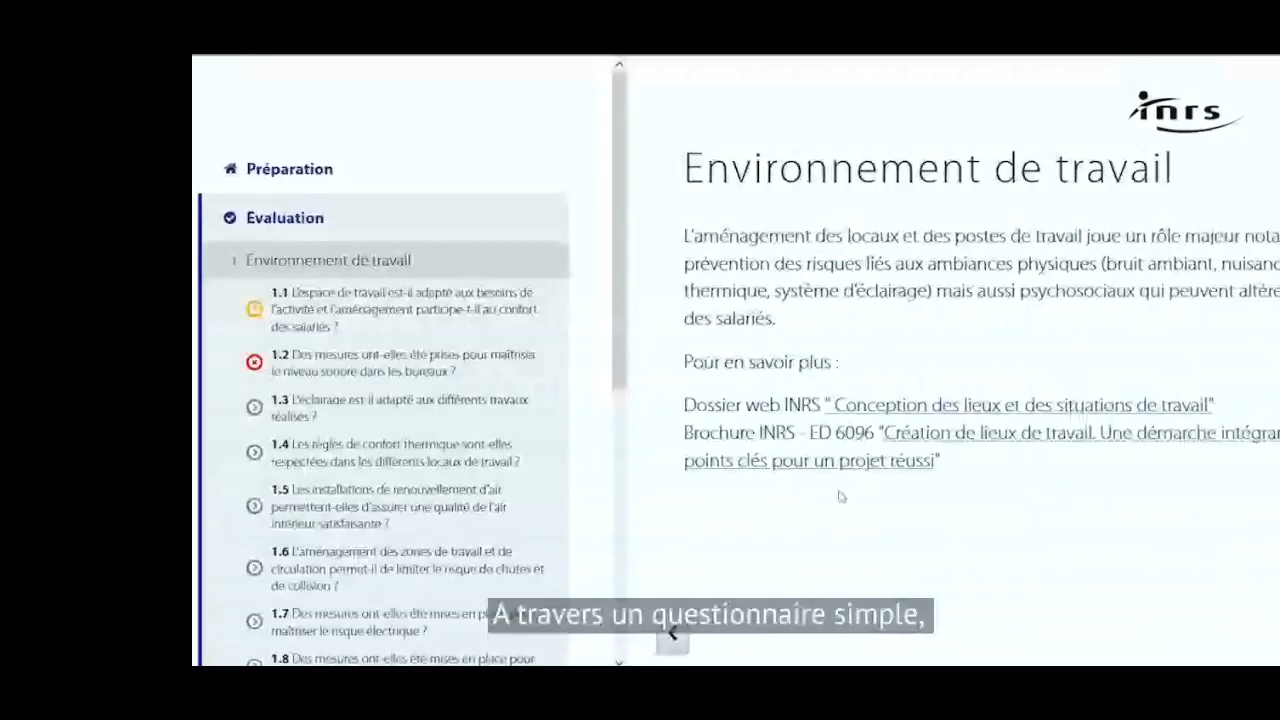 Préparation
Evaluation
Environnement de travail
1.1 L'espace de travail est-il adapté aux besoins de
l'activité et l'aménagement participe-t-il au confort
des salariés ?
1.2 Des mesures ont-elles été prises pour maîtriser
le niveau sonore dans les bureaux ?
1.3 L'éclairage est-il adapté aux différents travaux
réalisés ?
1.4 Les règles de confort thermique sont-elles
respectées dans les différents locaux de travail ?
1.5 Les installations de renouvellement d'air
permettent-elles d'assurer une qualité de l'air
intérieur satisfaisante ?
1.6 L'aménagement des zones de travail et de
circulation permet-il de limiter le risque de chutes et
de collision ?
1.7 Des mesures ont-elles été mises en
maîtriser le risque électrique ?
1.8 Des mesures ont-elles été mises en place pour
inrs
Environnement de travail
L'aménagement des locaux et des postes de travail joue un rôle majeur
prévention des risques liés aux ambiances physiques (bruit ambiant,
thermique, système d'éclairage) mais aussi psychosociaux qui peuvent
des salariés.
Pour en savoir plus :
Dossier web INRS " Conception des lieux et des situations de travail"
Brochure INRS - ED 6096 "Création de lieux de travail. Une démarche
points clés pour un projet réussi"
A travers un questionnaire simple,